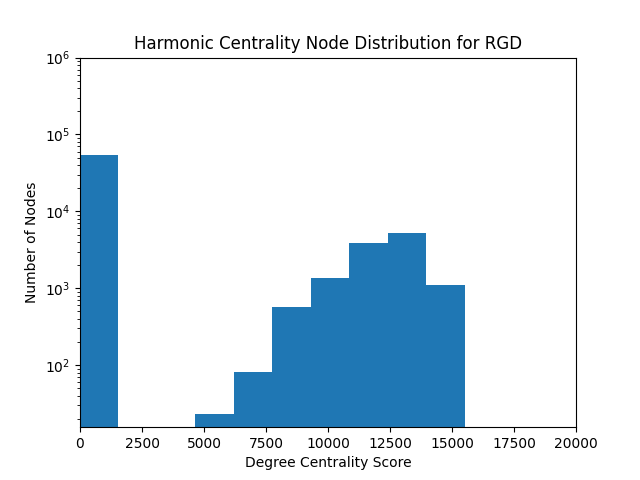 Harmonic Centrality Node Distribution for RGD
10^6
10^5
10^4
10^3
10^2
Number of Nodes
0 2500 5000 7500 10000 12500 15000 17500 20000
Degree Centrality Score